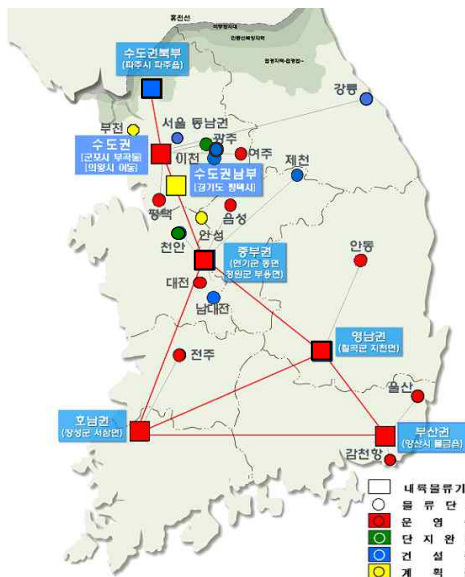 휴전선
수도권북부
(파주시 파주읍)
강릉
부천
서울 동남권
광주
수도권
[군포시 부곡동]
[의왕시 이동]
이천
여주
수도권남부
[경기도 평택시]
제천
평택
음성
안성
천안
중부권
(연기군 동면
청원군 부용면)
안동
대전
남대전
영남권
(칠곡군 지천면)
전주
울산
호남권
(장성군 서삼면)
부산권
(양산시 물금읍)
감천항
내륙물류기
물류단
운영
단지완
건설
계획